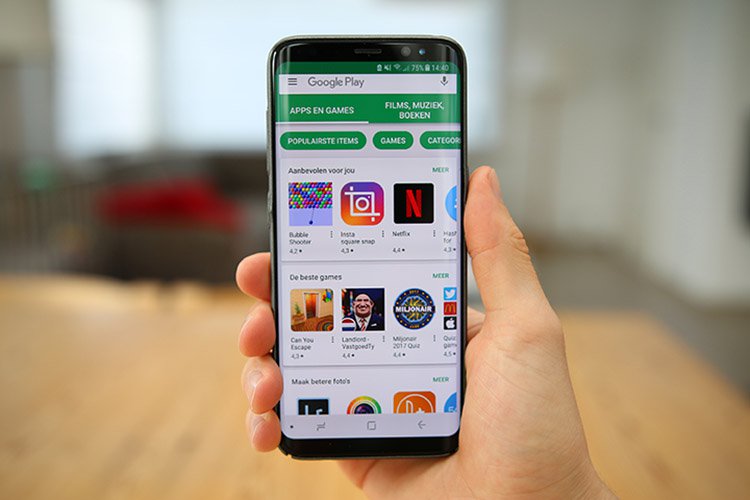 75% 14:40
Google Play
APPS EN GAMES
FILMS, MUZIEK,
BOEKEN
POPULAIRSTE ITEMS
GAMES
CATEGORI
Aanbevolen voor jou
MEER
Bubble
Shooter
4,2
Insta
square snap
4,3
Netflix
4,4
Hash
for
4,3
De beste games
MEER
MILJONAIR
Can You
Escape
4,3
Landlord -
VastgoedTy
4,4
Miljonair
2017 Quiz
4,4
Quiz
game
4,5
Maak betere foto's
MEER
Lr